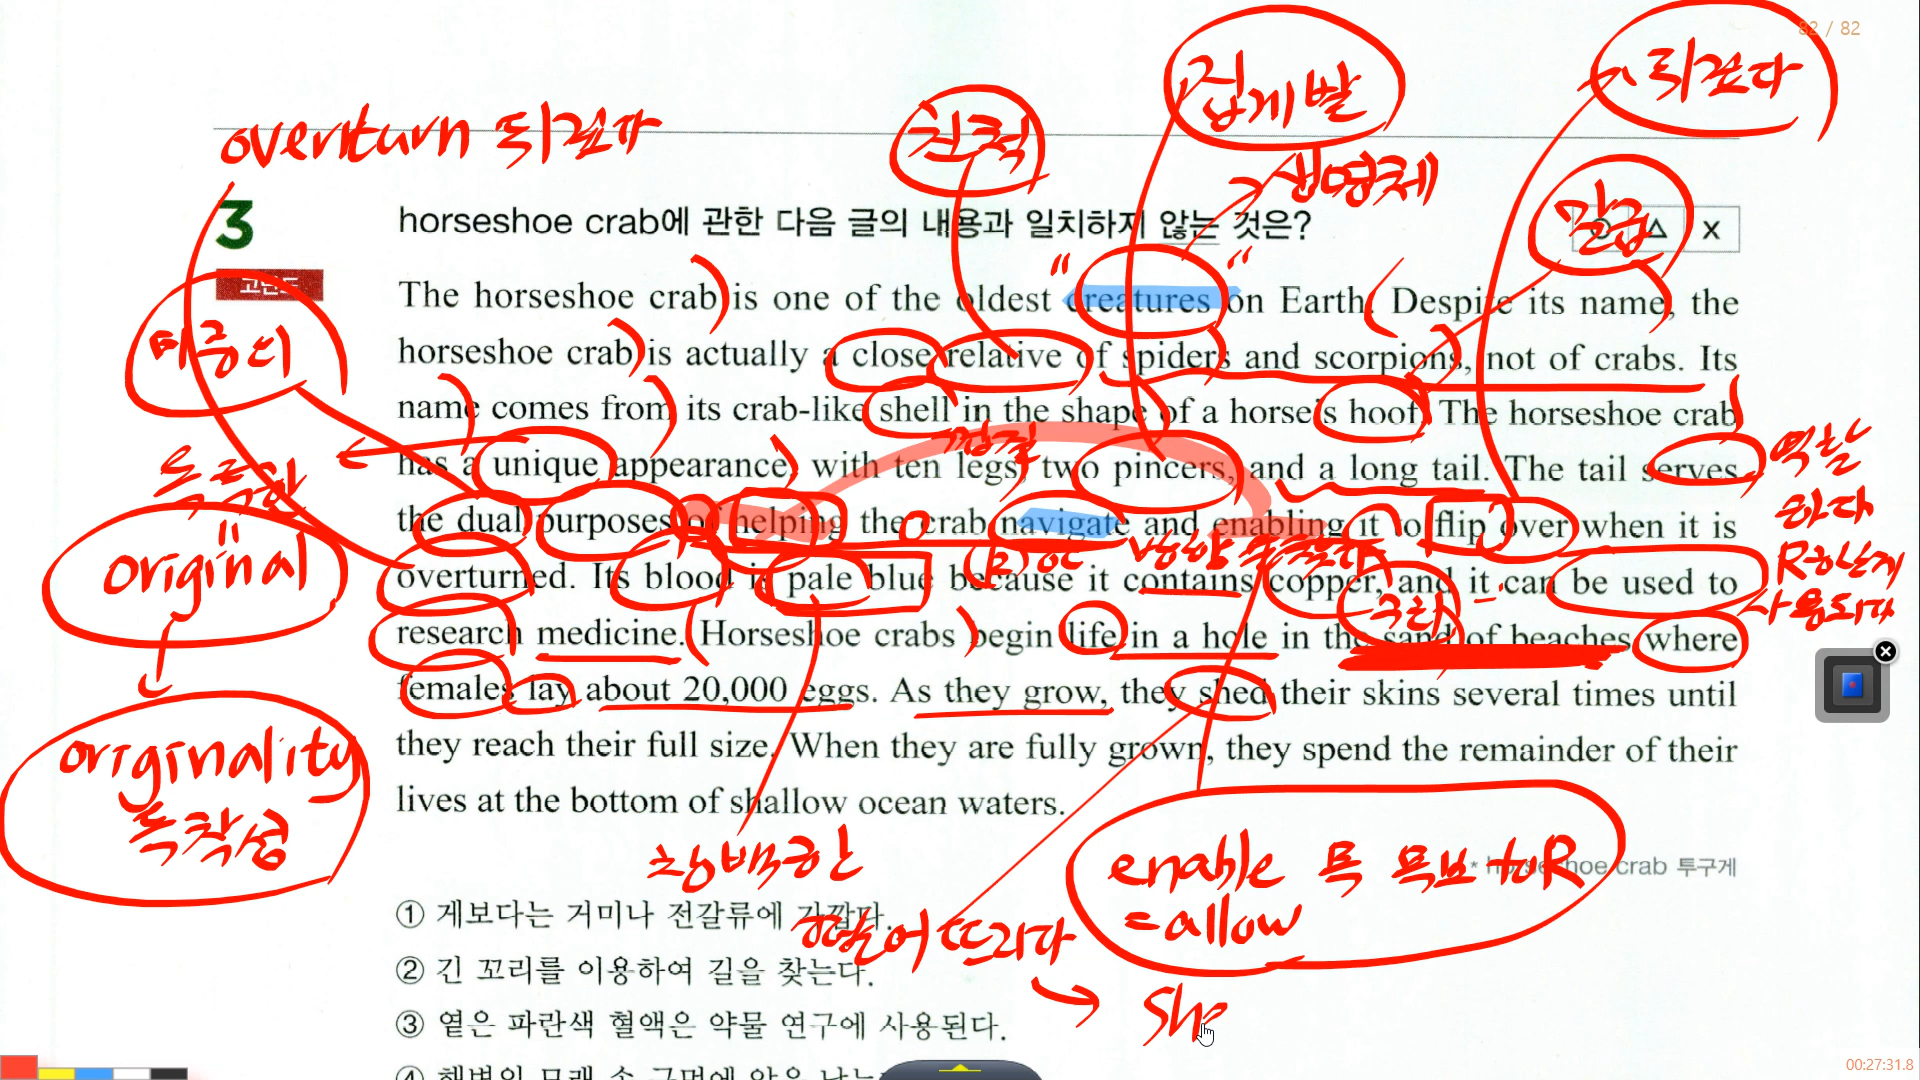 82 / 82
뒤집다
집게발
친척
overturn 뒤집다
생명체
발굽
3
horseshoe crab에 관한 다음 글의 내용과 일치하지 않는 것은?
△ X
고난도
The horseshoe crab is one of the oldest creatures on Earth. Despite its name, the
horseshoe crab is actually a close relative of spiders and scorpions, not of crabs. Its
name comes from its crab-like shell in the shape of a horse's hoof. The horseshoe crab
has a unique appearance, with ten legs, two pincers, and a long tail. The tail serves
the dual purposes of helping the crab navigate and enabling it to flip over when it is
overturned. Its blood is pale blue because it contains copper, and it can be used to
research medicine. Horseshoe crabs begin life in a hole in the sand of beaches where
females lay about 20,000 eggs. As they grow, they shed their skins several times until
they reach their full size. When they are fully grown, they spend the remainder of their
lives at the bottom of shallow ocean waters.
이중의
독특한
=
original
originality
독창성
껍질
역할
하다
R하는데
사용되다
구리
창백한
enable 목 목보 toR
= allow
* horseshoe crab 투구게
① 게보다는 거미나 전갈류에 가깝다.
떨어뜨리다
② 긴 꼬리를 이용하여 길을 찾는다.
③ 옅은 파란색 혈액은 약물 연구에 사용된다.
00:27:31.8